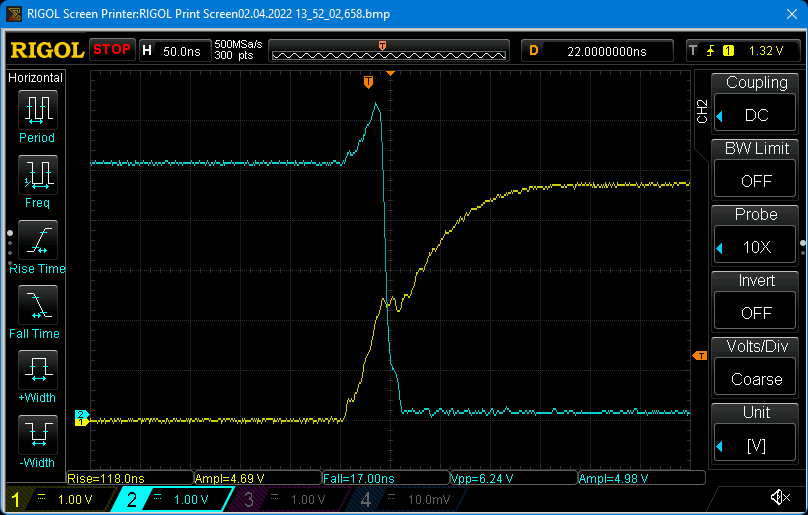 RIGOL Screen Printer:RIGOL Print Screen02.04.2022 13_52_02,658.bmp
RIGOL STOP H 50.0ns 500MSa/s 300 pts T D 22.0000000ns T 1 1.32 V
Horizontal
Period
Freq
Rise Time
Fall Time
+Width
-Width
T
2
1
T
CH2
Coupling
DC
BW Limit
OFF
Probe
10X
Invert
OFF
Volts/Div
Coarse
Unit
[V]
Rise=118.0ns Ampl=4.69 V Fall=17.00ns Vpp=6.24 V Ampl=4.98 V
1 1.00 V 2 1.00 V 3 1.00 V 4 10.0mV